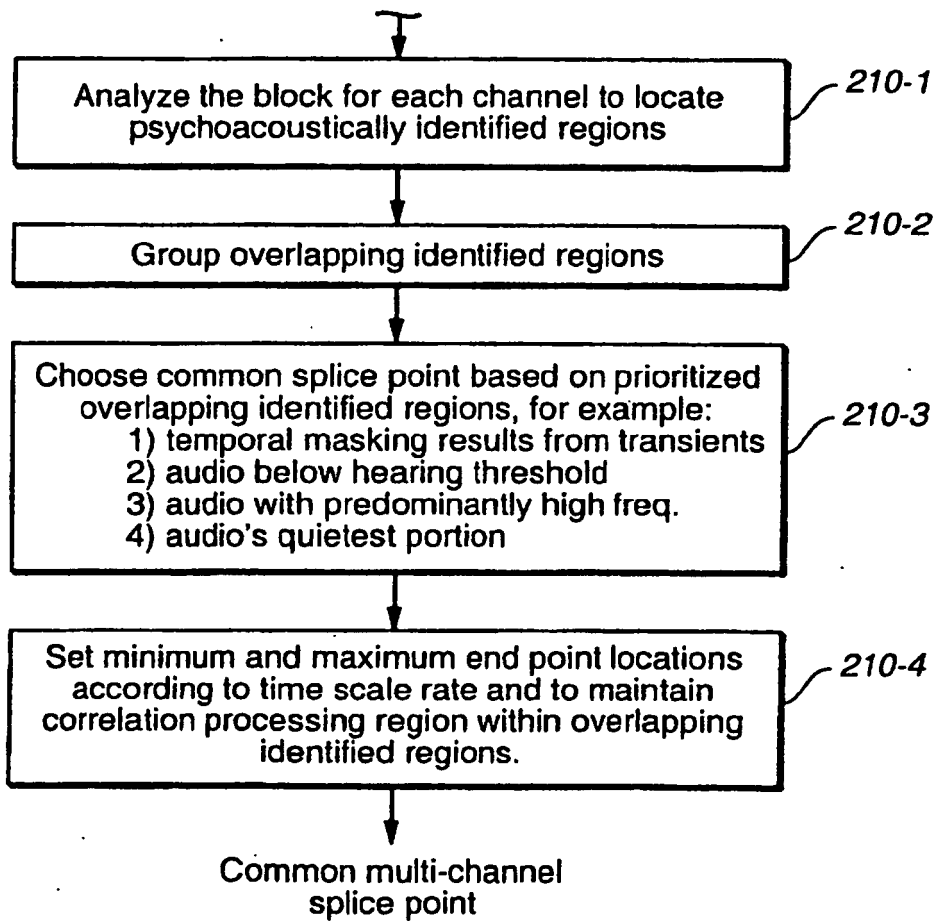 Analyze the block for each channel to locate
psychoacoustically identified regions
210-1
Group overlapping identified regions
210-2
Choose common splice point based on prioritized
overlapping identified regions, for example:
1) temporal masking results from transients
2) audio below hearing threshold
3) audio with predominantly high freq.
4) audio's quietest portion
210-3
Set minimum and maximum end point locations
according to time scale rate and to maintain
correlation processing region within overlapping
identified regions.
210-4
Common multi-channel
splice point